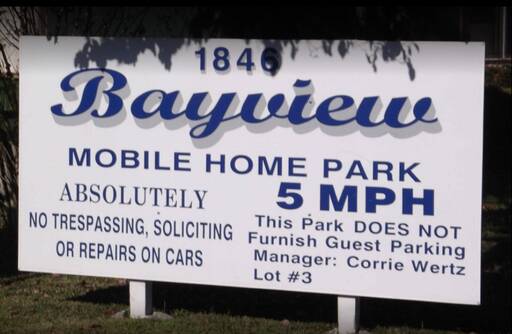 1846
Bayview
MOBILE HOME PARK
ABSOLUTELY
NO TRESPASSING, SOLICITING
OR REPAIRS ON CARS
5 MPH
This Park DOES NOT
Furnish Guest Parking
Manager: Corrie Wertz
Lot #3